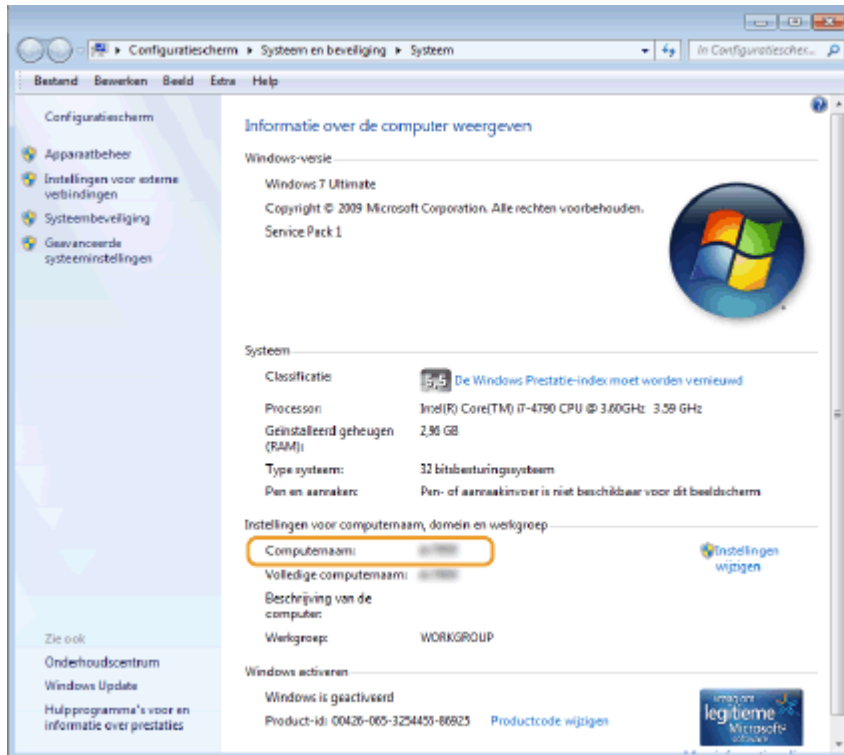 Configuratiescherm ▸ Systeem en beveiliging ▸ Systeem
In Configuratiescher...
Bestand Bewerken Beeld Extra Help
Configuratiescherm
Apparaatbeheer
Instellingen voor externe
verbindingen
Systeembeveiliging
Geavanceerde
systeeminstellingen
Informatie over de computer weergeven
Windows-versie
Windows 7 Ultimate
Copyright © 2009 Microsoft Corporation. Alle rechten voorbehouden.
Service Pack 1
Systeem
Classificatie: 5,5 De Windows Prestatie-index moet worden vernieuwd
Processor: Intel(R) Core(TM) i7-4790 CPU @ 3.60GHz 3.59 GHz
Geïnstalleerd geheugen 2,96 GB
(RAM):
Type systeem: 32 bitsbesturingssysteem
Pen en aanraken: Pen- of aanraakinvoer is niet beschikbaar voor dit beeldscherm
Instellingen voor computernaam, domein en werkgroep
Computernaam: Instellingen
wijzigen
Volledige computernaam:
Beschrijving van de
computer:
Werkgroep: WORKGROUP
Windows activeren
Windows is geactiveerd
Product-id: 00426-065-3254455-86925 Productcode wijzigen
Zie ook
Onderhoudscentrum
Windows Update
Hulpprogramma's voor en
informatie over prestaties
vraag om
legitieme
Microsoft®
software